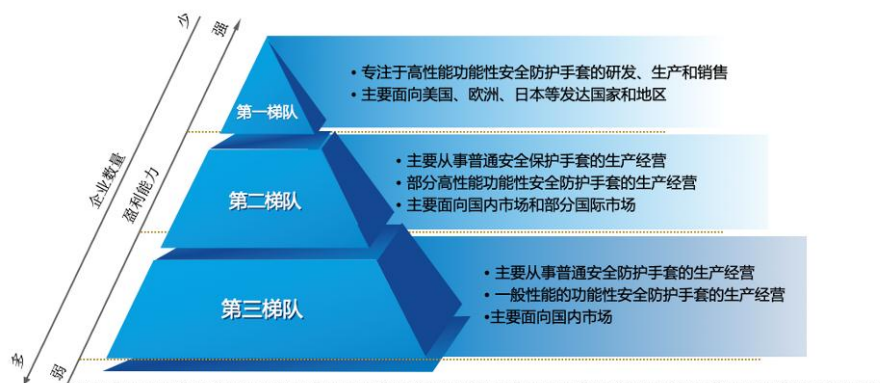 少
强
• 专注于高性能功能性安全防护手套的研发、生产和销售
• 主要面向美国、欧洲、日本等发达国家和地区
第一梯队
• 主要从事普通安全保护手套的生产经营
• 部分高性能功能性安全防护手套的生产经营
• 主要面向国内市场和部分国际市场
第二梯队
企业数量
盈利能力
• 主要从事普通安全防护手套的生产经营
• 一般性能的功能性安全防护手套的生产经营
•主要面向国内市场
第三梯队
多
弱